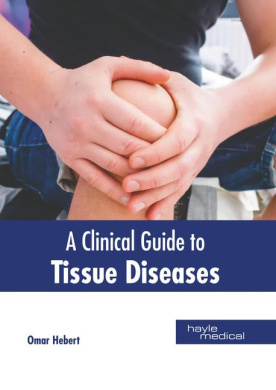 A Clinical Guide to
Tissue Diseases
Omar Hebert
hayle
medical